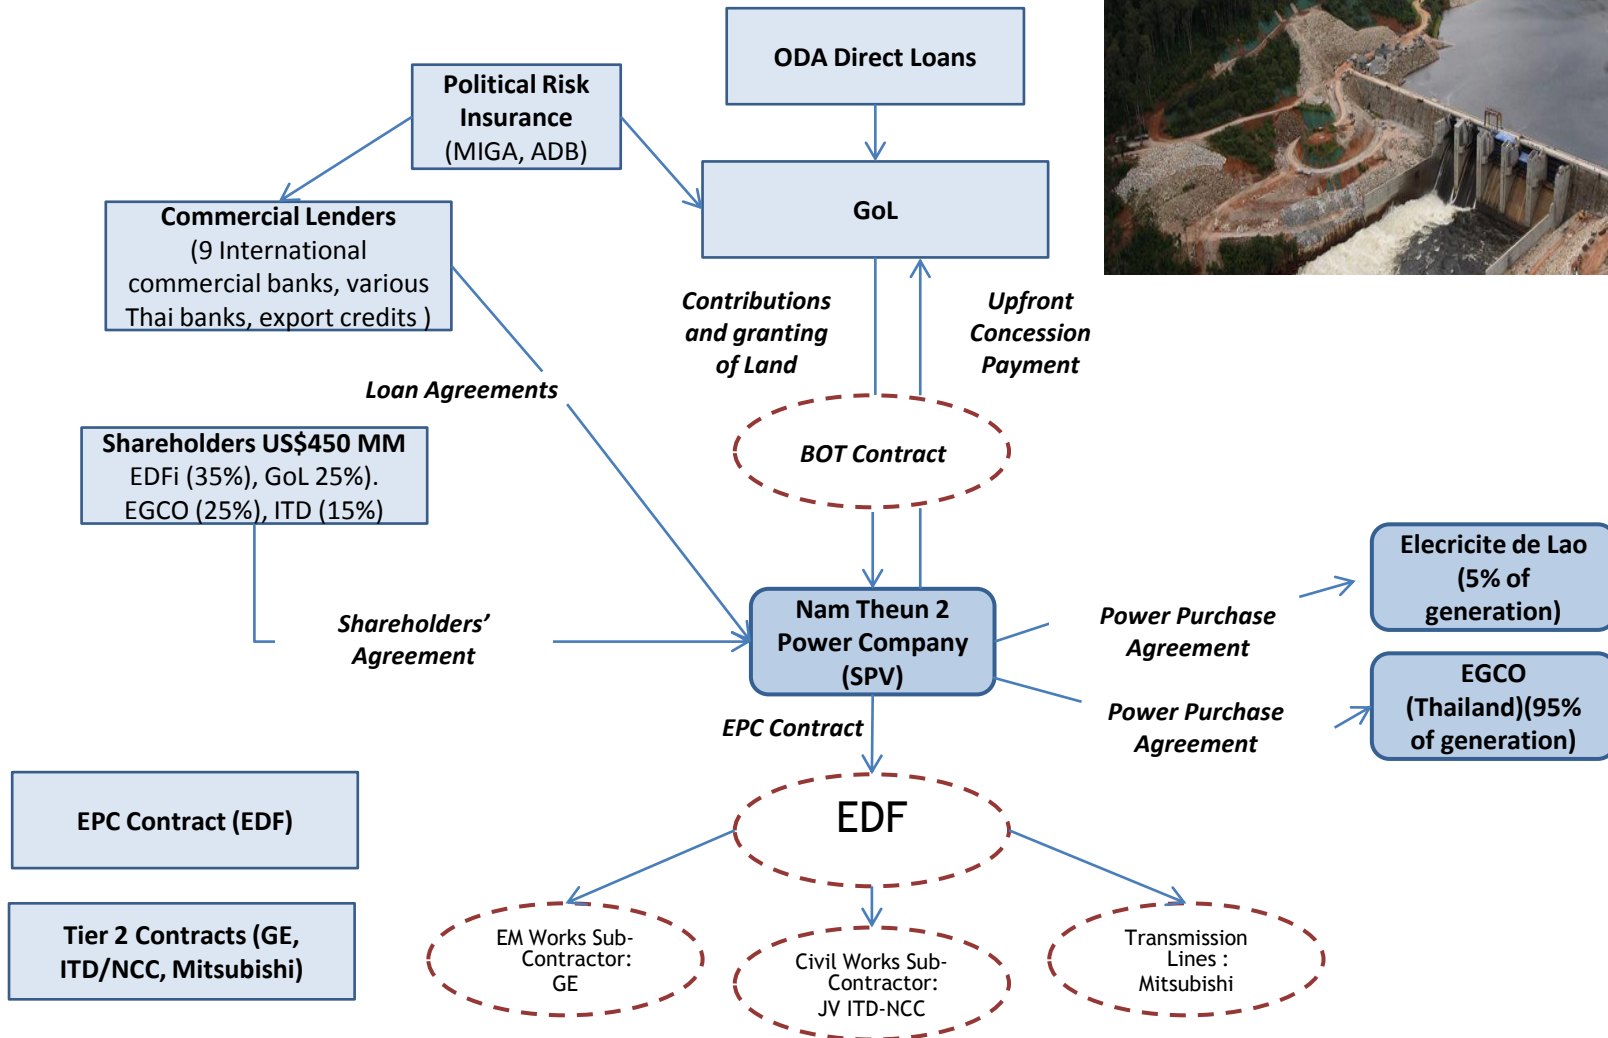 ODA Direct Loans
Political Risk
Insurance
(MIGA, ADB)
GoL
Commercial Lenders
(9 International
commercial banks, various
Thai banks, export credits )
Contributions
and granting
of Land
Upfront
Concession
Payment
Loan Agreements
BOT Contract
Shareholders US$450 MM
EDFi (35%), GoL 25%).
EGCO (25%), ITD (15%)
Shareholders’
Agreement
Nam Theun 2
Power Company
(SPV)
Power Purchase
Agreement
Elecricite de Lao
(5% of
generation)
Power Purchase
Agreement
EGCO
(Thailand)(95%
of generation)
EPC Contract
EDF
EPC Contract (EDF)
Tier 2 Contracts (GE,
ITD/NCC, Mitsubishi)
EM Works Sub-
Contractor:
GE
Civil Works Sub-
Contractor:
JV ITD-NCC
Transmission
Lines :
Mitsubishi